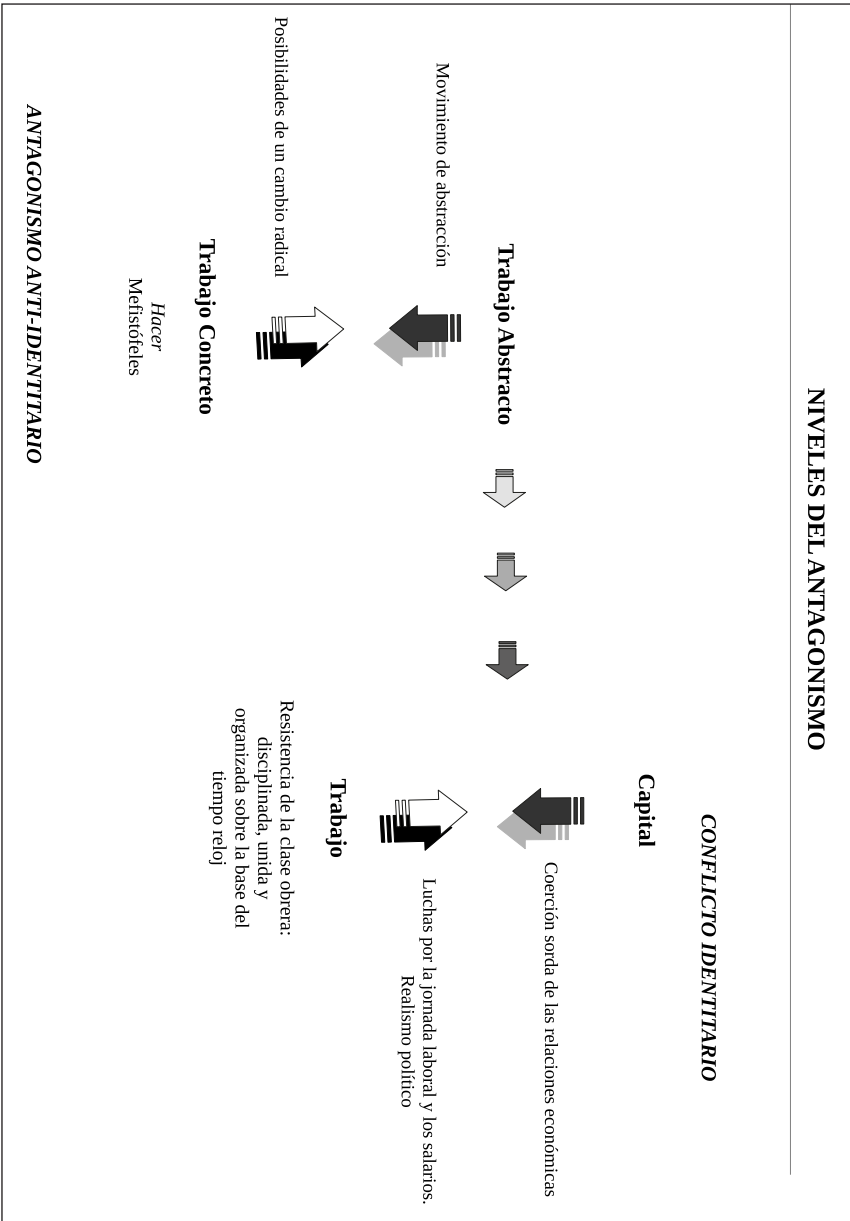 NIVELES DEL ANTAGONISMO
CONFLICTO IDENTITARIO
Capital
Coerción sorda de las relaciones económicas
Trabajo Abstracto
Movimiento de abstracción
Luchas por la jornada laboral y los salarios.
Realismo político
Trabajo
Resistencia de la clase obrera:
disciplinada, unida y
organizada sobre la base del
tiempo reloj
Posibilidades de un cambio radical
Trabajo Concreto
Hacer
Mefistófeles
ANTAGONISMO ANTI-IDENTITARIO